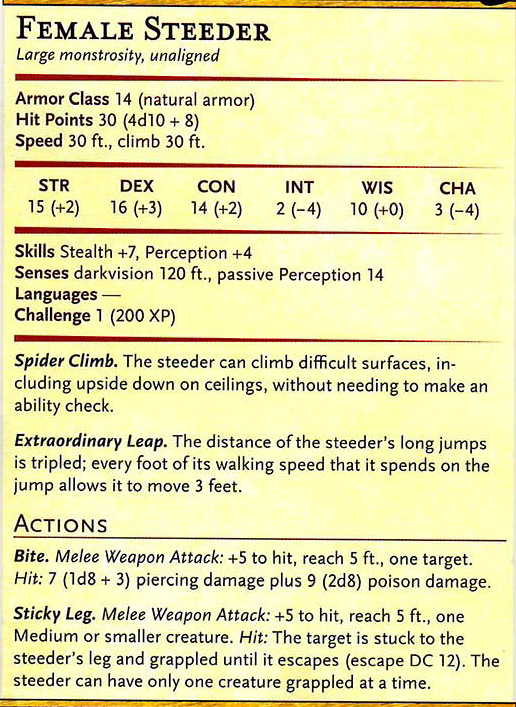 FEMALE STEEDER
Large monstrosity, unaligned
Armor Class 14 (natural armor)
Hit Points 30 (4d10 + 8)
Speed 30 ft., climb 30 ft.
STR DEX CON INT WIS CHA
15 (+2) 16 (+3) 14 (+2) 2 (−4) 10 (+0) 3 (−4)
Skills Stealth +7, Perception +4
Senses darkvision 120 ft., passive Perception 14
Languages —
Challenge 1 (200 XP)
Spider Climb. The steeder can climb difficult surfaces, in-
cluding upside down on ceilings, without needing to make an
ability check.
Extraordinary Leap. The distance of the steeder's long jumps
is tripled; every foot of its walking speed that it spends on the
jump allows it to move 3 feet.
ACTIONS
Bite. Melee Weapon Attack: +5 to hit, reach 5 ft., one target.
Hit: 7 (1d8 + 3) piercing damage plus 9 (2d8) poison damage.
Sticky Leg. Melee Weapon Attack: +5 to hit, reach 5 ft., one
Medium or smaller creature. Hit: The target is stuck to the
steeder's leg and grappled until it escapes (escape DC 12). The
steeder can have only one creature grappled at a time.